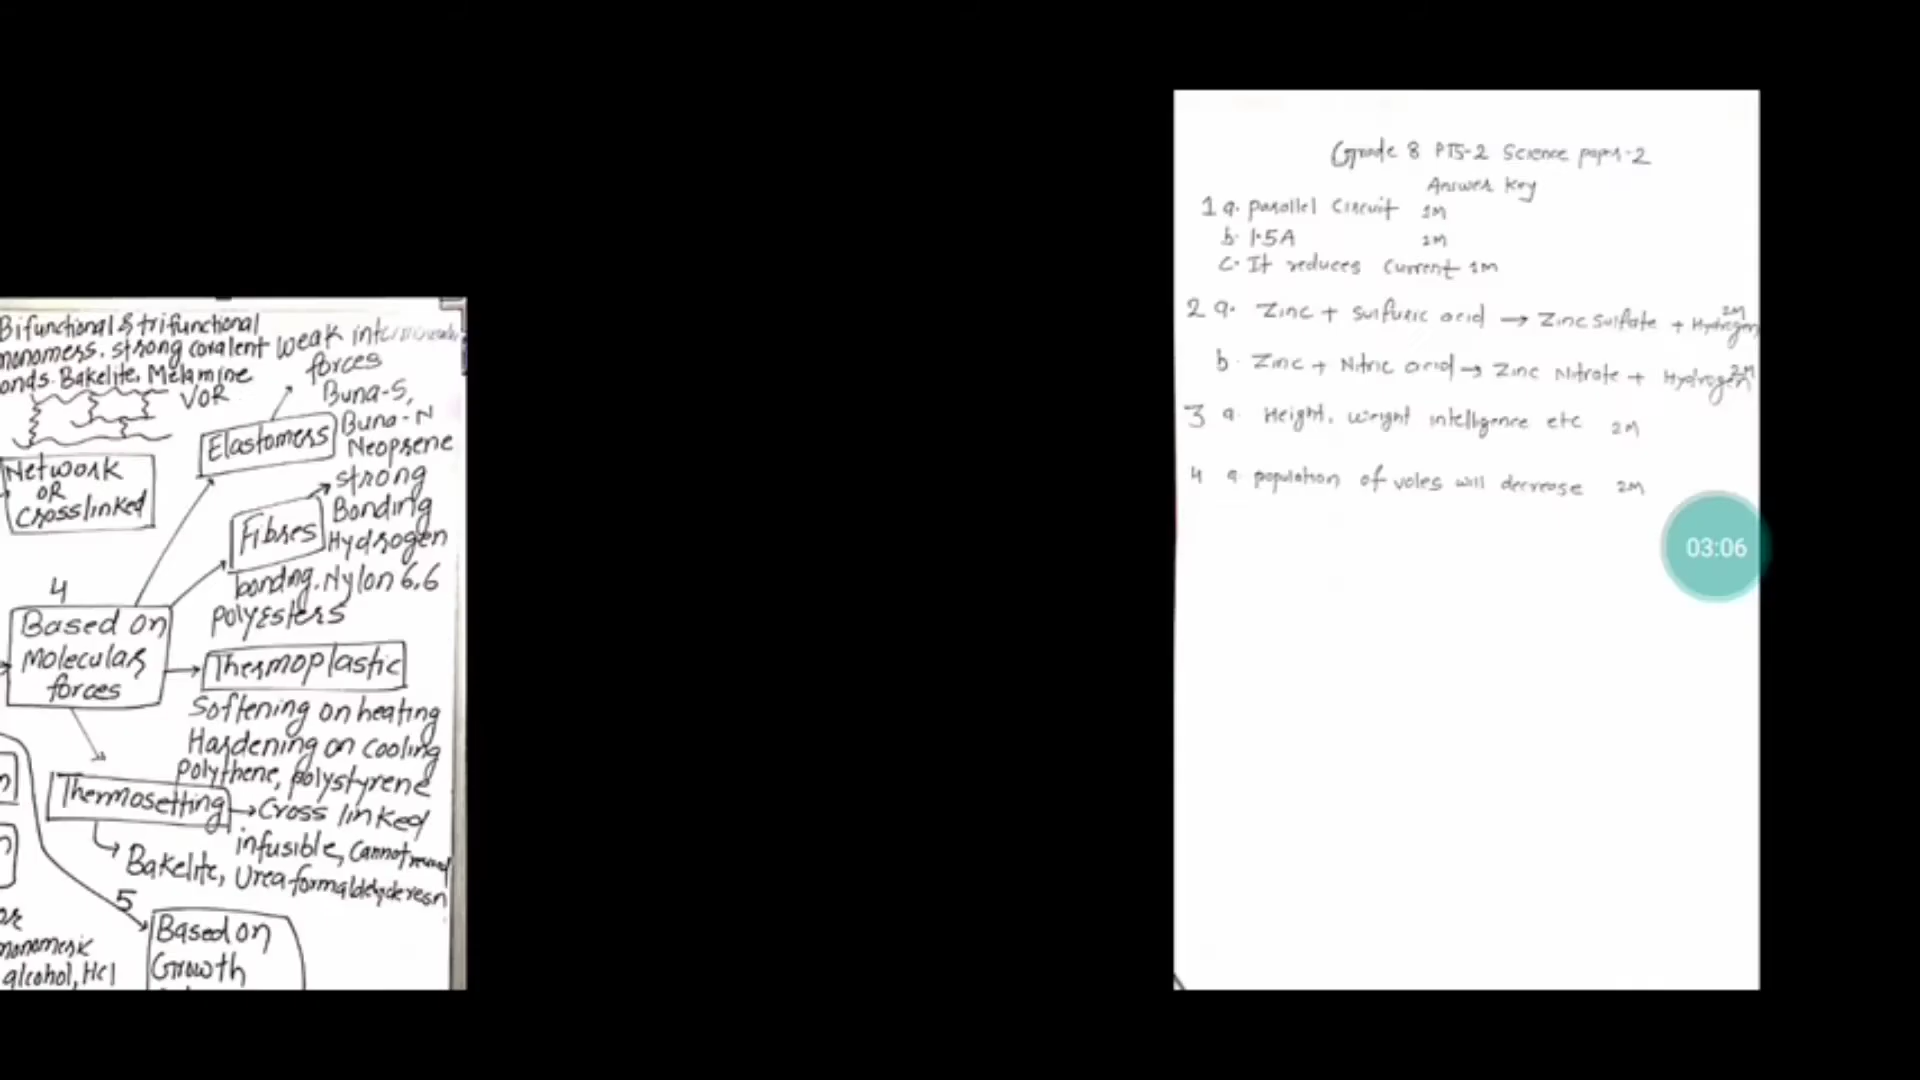 Bifunctional & trifunctional
monomers. strong covalent
onds. Bakelite, Melamine
VOR
weak
forces
Buna-S,
Buna-N
Neoprene
Elastomers
strong
Bonding
Hydrogen
bonding. Nylon 6,6
polyEsters
Fibres
Network
OR
Crosslinked
4
Based On
Molecular
forces
Thermoplastic
Softening on heating
Hardening on cooling
polythene, polystyrene
Thermosetting
Cross linked
infusible, Cannot
Bakelite, Urea formaldehyde
5
Based on
Growth
monomeric
alcohol, HCl
Grade 8 PTS-2 Science paper-2
Answer key
1 a. parallel Circuit 1M
b. 1.5A 1M
c. It reduces Current 1M
2 a. Zinc + Sulfuric acid → Zinc Sulfate + Hydrogen 2M
b. Zinc + Nitric acid → Zinc Nitrate + Hydrogen 2M
3 a. Height, weight intelligence etc 2M
4 a. population of voles will decrease 2M
03:06